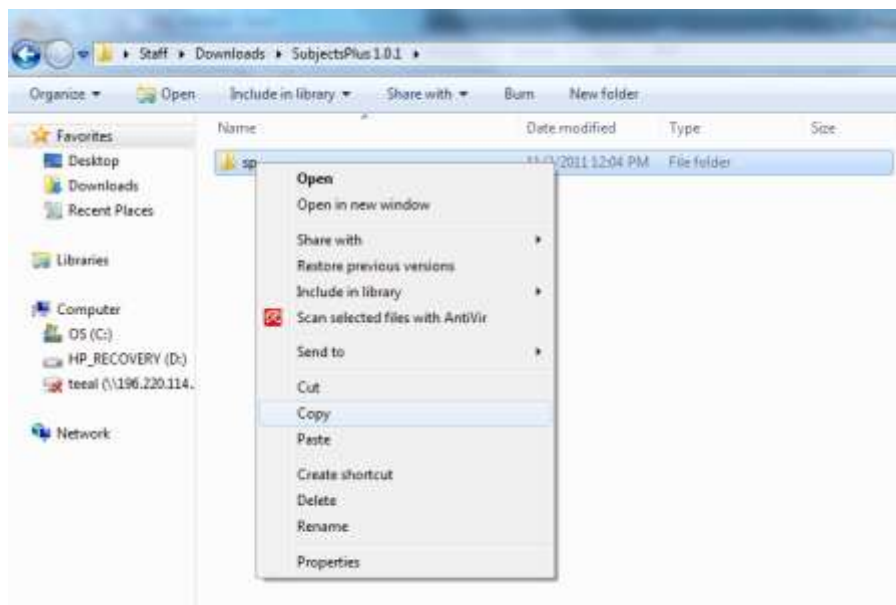 Staff Downloads SubjectsPlus 1.0.1
Organize Open Include in library Share with Burn New folder
Name Date modified Type Size
Favorites
Desktop
Downloads
Recent Places
Libraries
Computer
OS (C:)
HP_RECOVERY (D:)
teeal (\\196.220.114.
Network
sp 2011 12:04 PM File folder
Open
Open in new window
Share with
Restore previous versions
Include in library
Scan selected files with AntiVir
Send to
Cut
Copy
Paste
Create shortcut
Delete
Rename
Properties